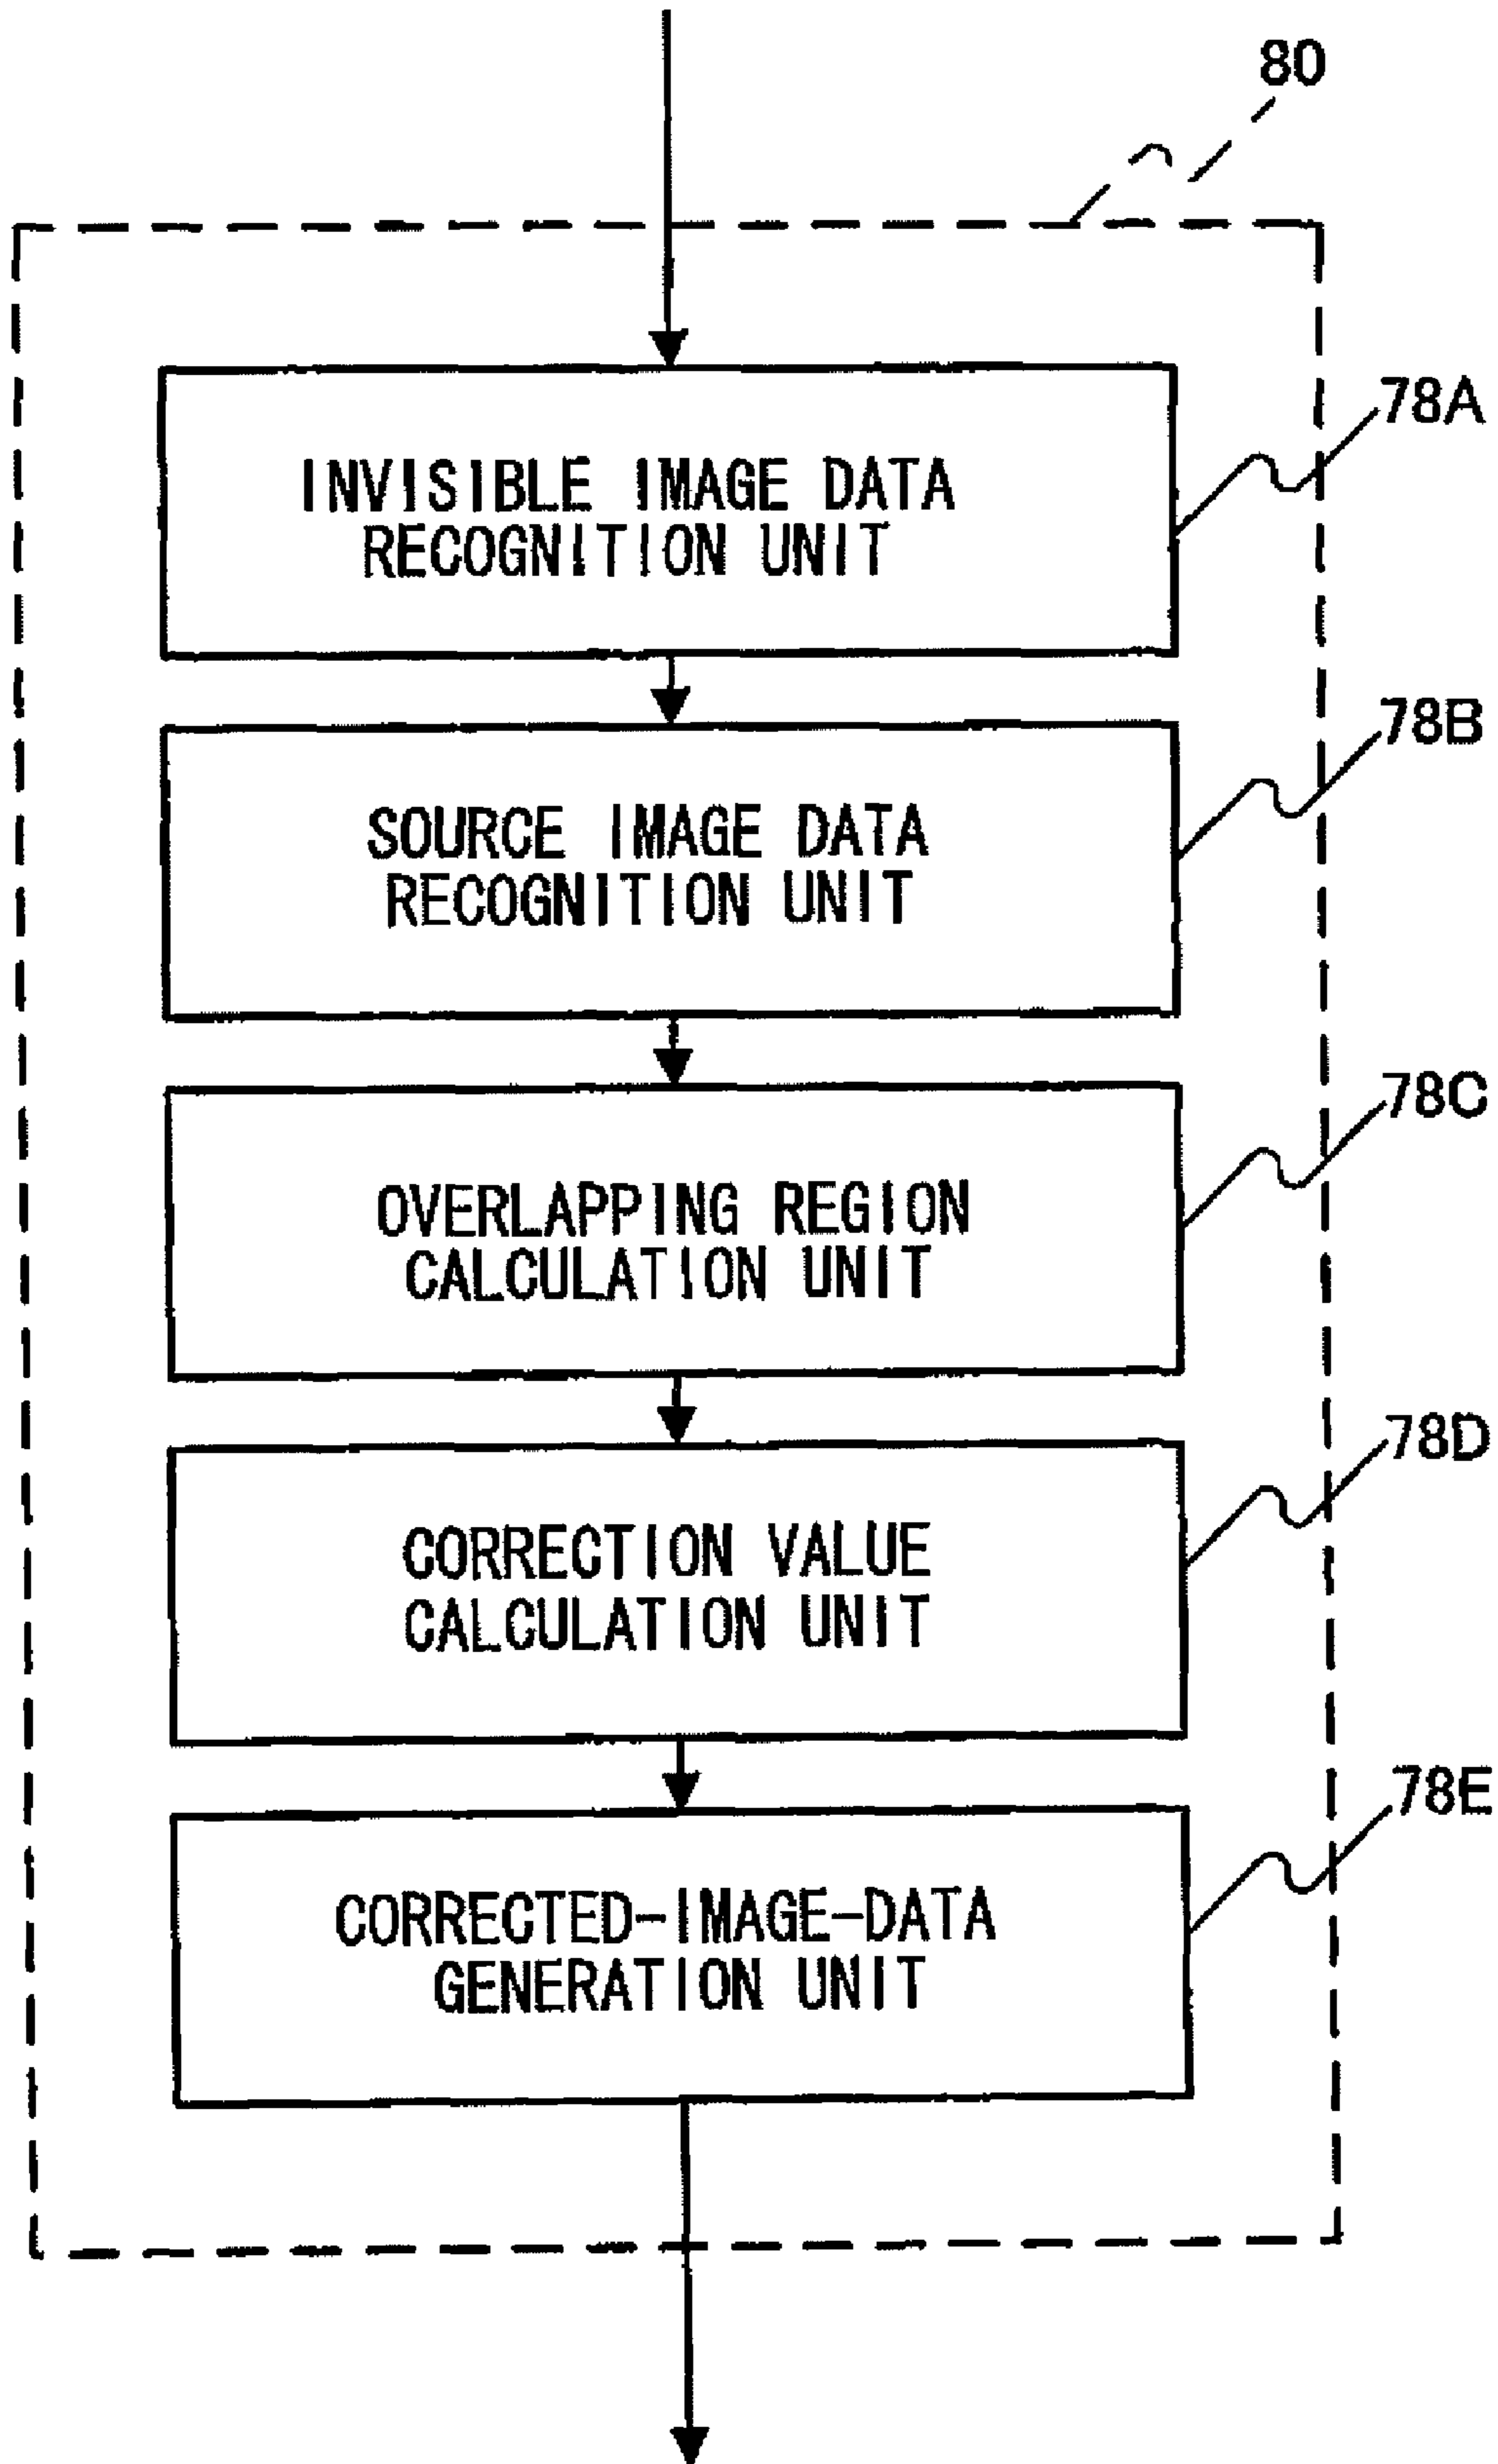 80
INVISIBLE IMAGE DATA
RECOGNITION UNIT
78A
SOURCE IMAGE DATA
RECOGNITION UNIT
78B
OVERLAPPING REGION
CALCULATION UNIT
78C
CORRECTION VALUE
CALCULATION UNIT
78D
CORRECTED-IMAGE-DATA
GENERATION UNIT
78E